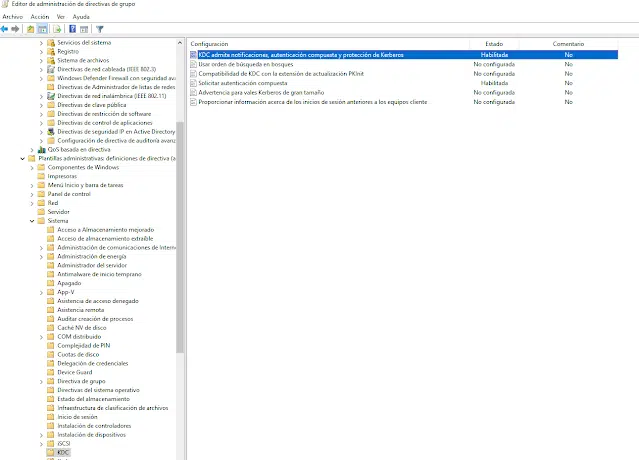 Editor de administración de directivas de grupo
Archivo Acción Ver Ayuda
Servicios del sistema
Registro
Sistema de archivos
Directivas de red cableada (IEEE 802.3)
Windows Defender Firewall con seguridad av
Directivas de Administrador de listas de redes
Directivas de red inalámbrica (IEEE 802.11)
Directivas de clave pública
Directivas de restricción de software
Directivas de control de aplicaciones
Directivas de seguridad IP en Active Directory
Configuración de directiva de auditoría avanz
QoS basada en directiva
Plantillas administrativas: definiciones de directiva (a
Componentes de Windows
Impresoras
Menú Inicio y barra de tareas
Panel de control
Red
Servidor
Sistema
Acceso a Almacenamiento mejorado
Acceso de almacenamiento extraíble
Administración de comunicaciones de Intern
Administración de energía
Administrador del servidor
Antimalware de inicio temprano
Apagado
App-V
Asistencia de acceso denegado
Asistencia remota
Auditar creación de procesos
Caché NV de disco
COM distribuido
Complejidad de PIN
Cuotas de disco
Delegación de credenciales
Device Guard
Directiva de grupo
Directivas del sistema operativo
Estado del almacenamiento
Infraestructura de clasificación de archivos
Inicio de sesión
Instalación de controladores
Instalación de dispositivos
iSCSI
KDC
Configuración Estado Comentario
KDC admita notificaciones, autenticación compuesta y protección de Kerberos Habilitada No
Usar orden de búsqueda en bosques No configurada No
Compatibilidad de KDC con la extensión de actualización PKInit No configurada No
Solicitar autenticación compuesta Habilitada No
Advertencia para vales Kerberos de gran tamaño No configurada No
Proporcionar información acerca de los inicios de sesión anteriores a los equipos cliente No configurada No